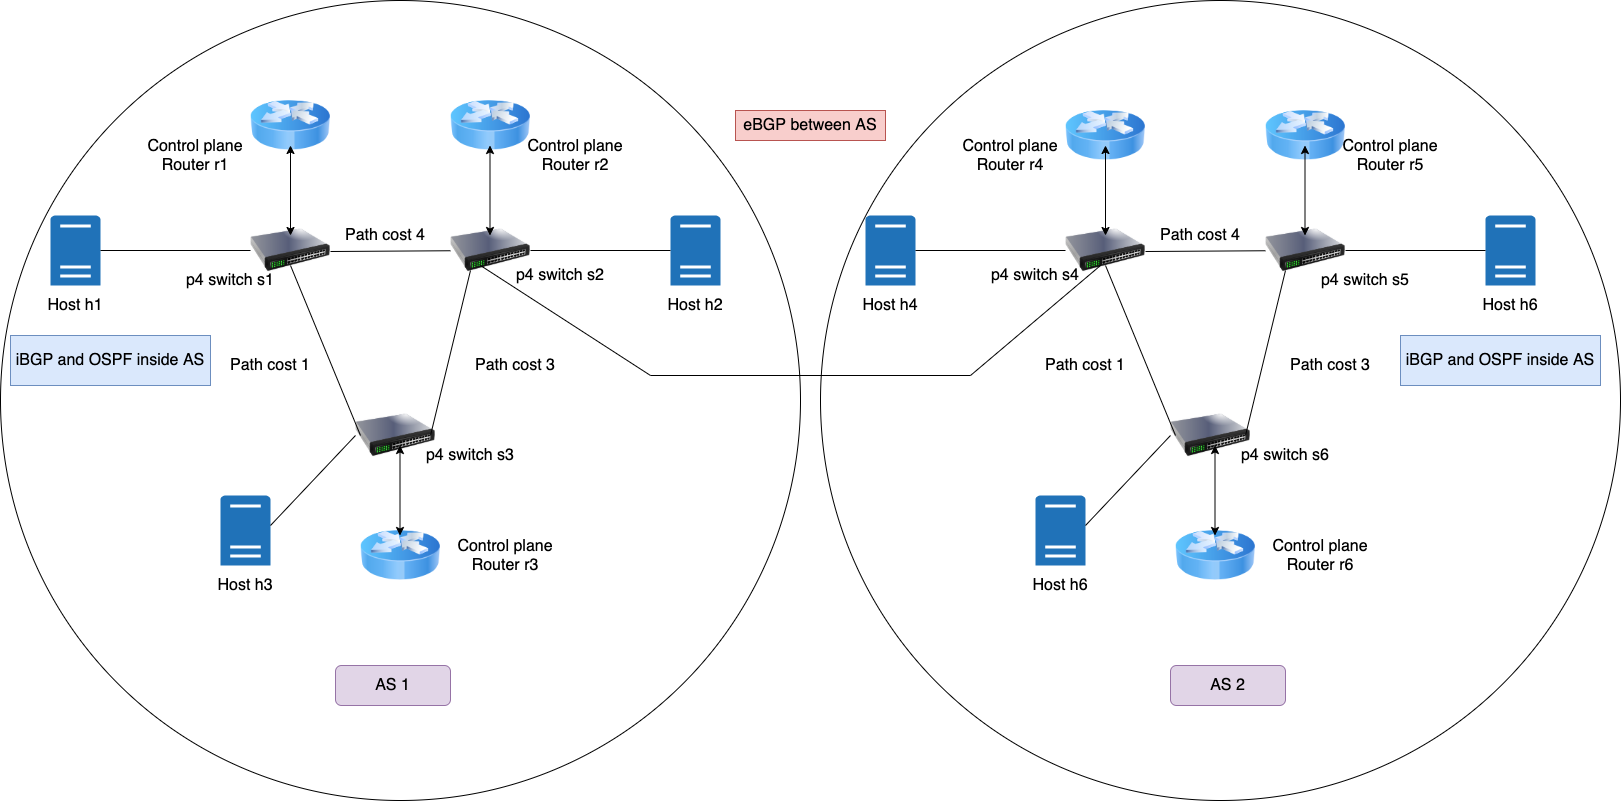 eBGP between AS
Control plane
Router r1
Control plane
Router r2
Path cost 4
p4 switch s1
p4 switch s2
Host h1
Host h2
iBGP and OSPF inside AS
Path cost 1
Path cost 3
p4 switch s3
Control plane
Router r3
Host h3
AS 1
Control plane
Router r4
Control plane
Router r5
Path cost 4
p4 switch s4
p4 switch s5
Host h4
Host h6
Path cost 1
Path cost 3
iBGP and OSPF inside AS
p4 switch s6
Control plane
Router r6
Host h6
AS 2